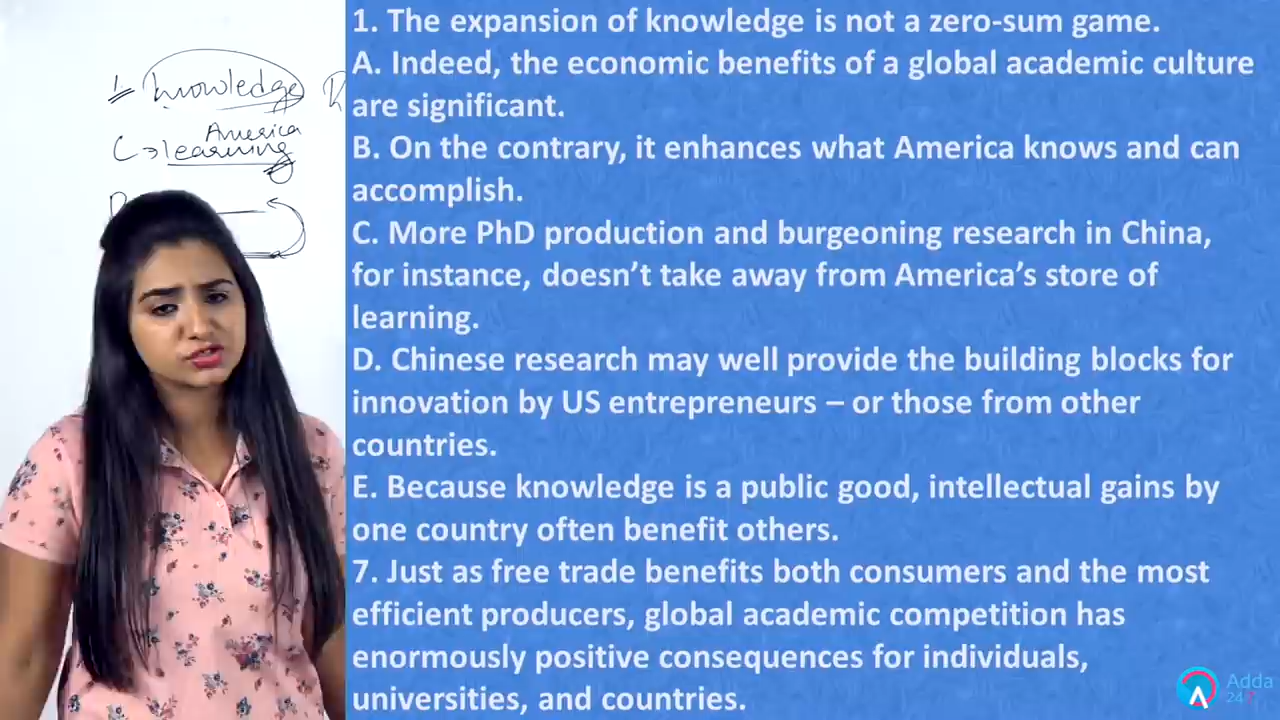 knowledge
America
C → learning
1. The expansion of knowledge is not a zero-sum game.
A. Indeed, the economic benefits of a global academic culture
are significant.
B. On the contrary, it enhances what America knows and can
accomplish.
C. More PhD production and burgeoning research in China,
for instance, doesn’t take away from America’s store of
learning.
D. Chinese research may well provide the building blocks for
innovation by US entrepreneurs – or those from other
countries.
E. Because knowledge is a public good, intellectual gains by
one country often benefit others.
7. Just as free trade benefits both consumers and the most
efficient producers, global academic competition has
enormously positive consequences for individuals,
universities, and countries.
Adda
247